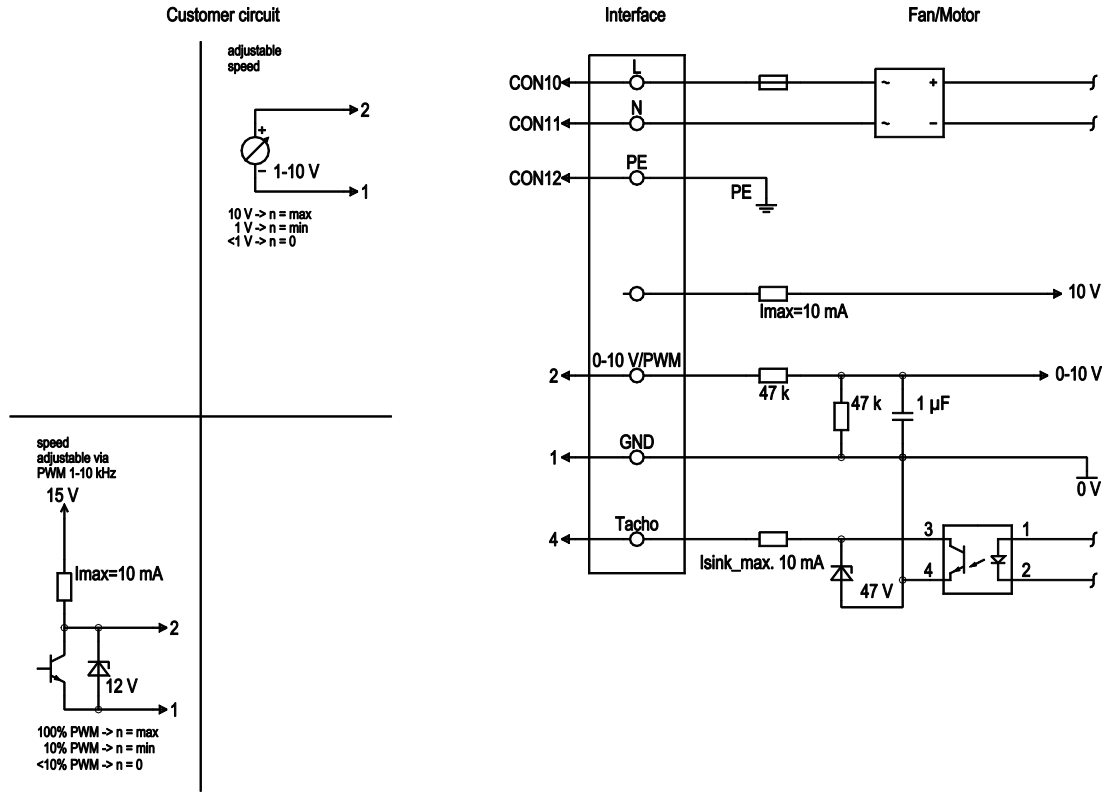 Customer circuit
Interface
Fan/Motor
adjustable
speed
2
+
− 1-10 V
1
10 V -> n = max
1 V -> n = min
<1 V -> n = 0
L
CON10
~ +
N
CON11
~ −
PE
CON12
PE
10 V
Imax=10 mA
0-10 V/PWM
2
0-10 V
47 k
47 k
1 µF
GND
1
0 V
Tacho
4
3
1
Isink_max. 10 mA
4
2
47 V
speed
adjustable via
PWM 1-10 kHz
15 V
Imax=10 mA
2
12 V
1
100% PWM -> n = max
10% PWM -> n = min
<10% PWM -> n = 0